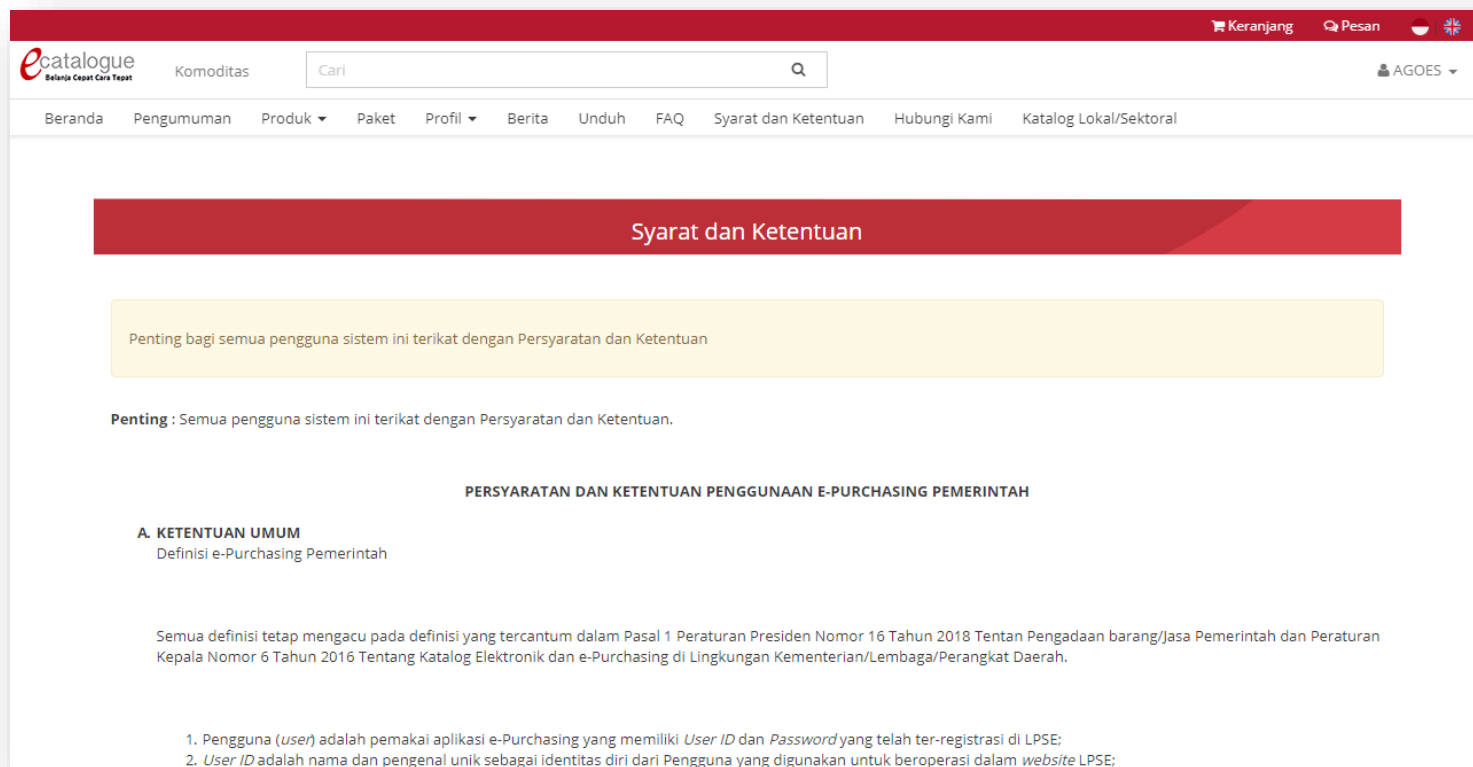 Keranjang Pesan
ecatalogue
Belanja Cepat Cara Tepat
Komoditas
Cari
AGOES
Beranda Pengumuman Produk Paket Profil Berita Unduh FAQ Syarat dan Ketentuan Hubungi Kami Katalog Lokal/Sektoral
Syarat dan Ketentuan
Penting bagi semua pengguna sistem ini terikat dengan Persyaratan dan Ketentuan
Penting : Semua pengguna sistem ini terikat dengan Persyaratan dan Ketentuan.
PERSYARATAN DAN KETENTUAN PENGGUNAAN E-PURCHASING PEMERINTAH
A. KETENTUAN UMUM
Definisi e-Purchasing Pemerintah
Semua definisi tetap mengacu pada definisi yang tercantum dalam Pasal 1 Peraturan Presiden Nomor 16 Tahun 2018 Tentan Pengadaan barang/Jasa Pemerintah dan Peraturan
Kepala Nomor 6 Tahun 2016 Tentang Katalog Elektronik dan e-Purchasing di Lingkungan Kementerian/Lembaga/Perangkat Daerah.
1. Pengguna (user) adalah pemakai aplikasi e-Purchasing yang memiliki User ID dan Password yang telah ter-registrasi di LPSE;
2. User ID adalah nama dan pengenal unik sebagai identitas diri dari Pengguna yang digunakan untuk beroperasi dalam website LPSE;